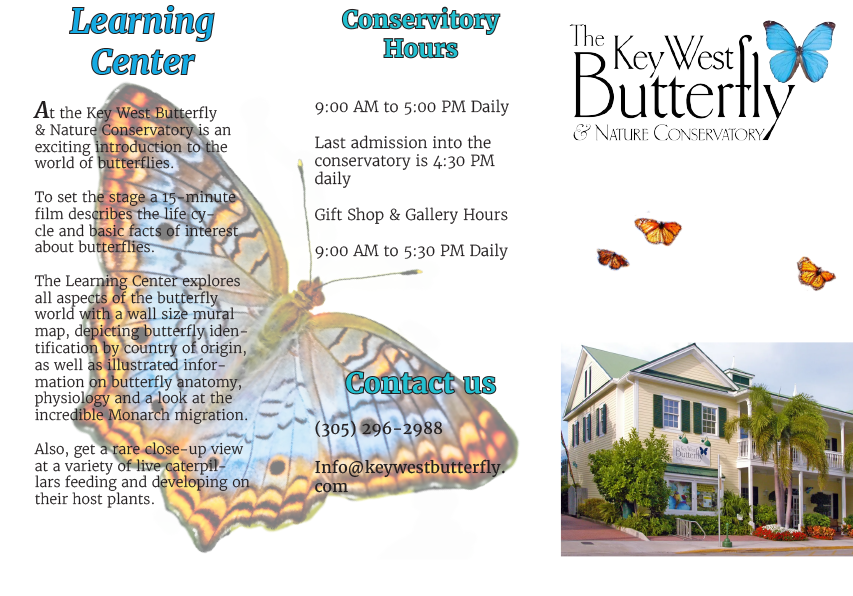 Learning
Center
At the Key West Butterfly
& Nature Conservatory is an
exciting introduction to the
world of butterflies.
To set the stage a 15-minute
film describes the life cy-
cle and basic facts of interest
about butterflies.
The Learning Center explores
all aspects of the butterfly
world with a wall size mural
map, depicting butterfly iden-
tification by country of origin,
as well as illustrated infor-
mation on butterfly anatomy,
physiology and a look at the
incredible Monarch migration.
Also, get a rare close-up view
at a variety of live caterpil-
lars feeding and developing on
their host plants.
Conservitory
Hours
9:00 AM to 5:00 PM Daily
Last admission into the
conservatory is 4:30 PM
daily
Gift Shop & Gallery Hours
9:00 AM to 5:30 PM Daily
Contact us
(305) 296-2988
Info@keywestbutterfly.
com
The Key West
Butterfly
& NATURE CONSERVATORY